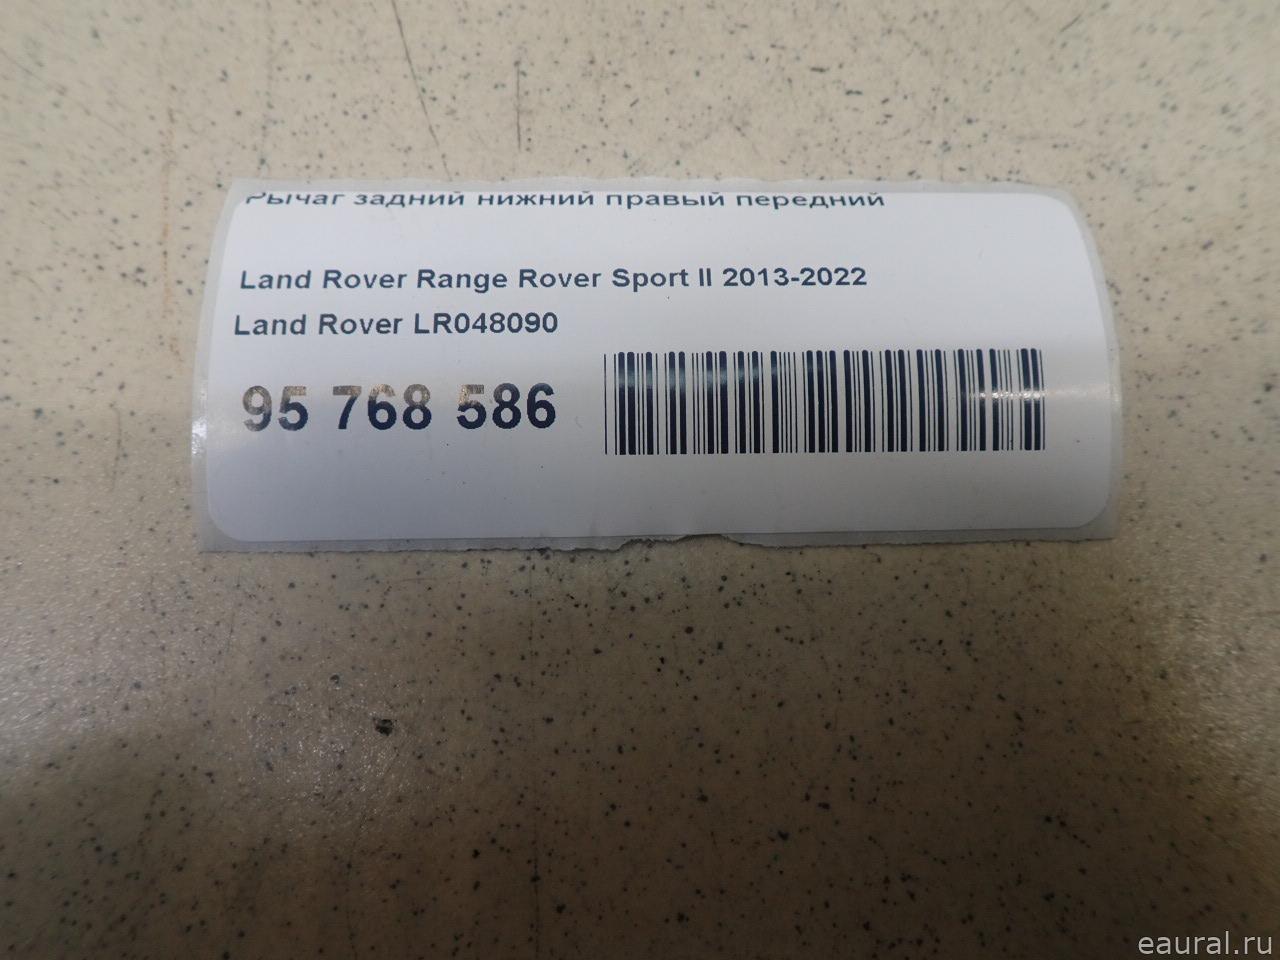 Рычаг задний нижний правый передний
Land Rover Range Rover Sport II 2013-2022
Land Rover LR048090
95 768 586
eaural.ru